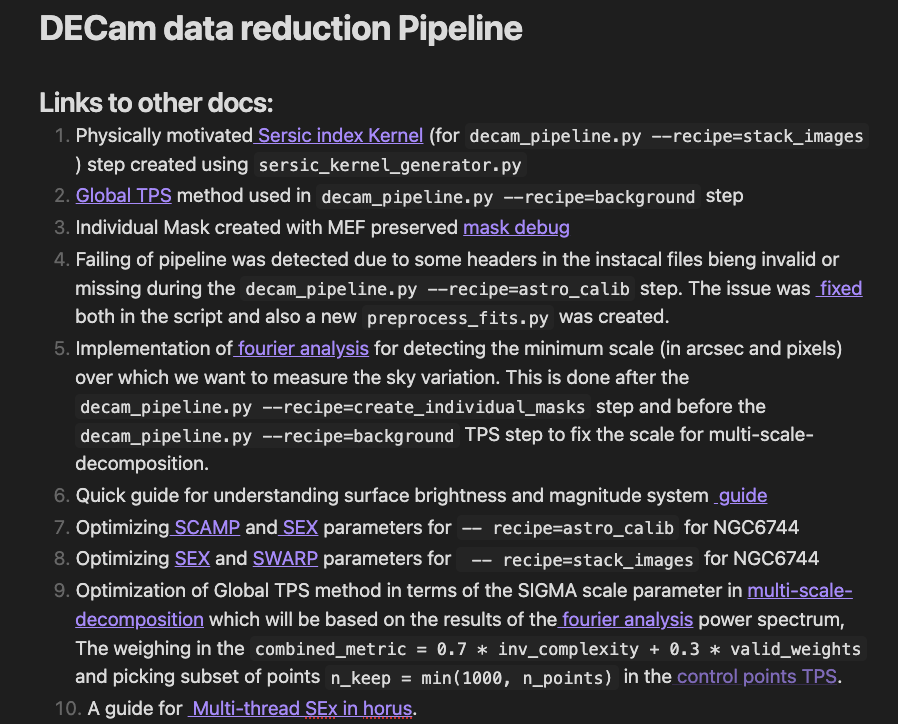 DECam data reduction Pipeline
Links to other docs:
1. Physically motivated Sersic index Kernel (for decam_pipeline.py --recipe=stack_images
) step created using sersic_kernel_generator.py
2. Global TPS method used in decam_pipeline.py --recipe=background step
3. Individual Mask created with MEF preserved mask debug
4. Failing of pipeline was detected due to some headers in the instacal files bieng invalid or
missing during the decam_pipeline.py --recipe=astro_calib step. The issue was fixed
both in the script and also a new preprocess_fits.py was created.
5. Implementation of fourier analysis for detecting the minimum scale (in arcsec and pixels)
over which we want to measure the sky variation. This is done after the
decam_pipeline.py --recipe=create_individual_masks step and before the
decam_pipeline.py --recipe=background TPS step to fix the scale for multi-scale-
decomposition.
6. Quick guide for understanding surface brightness and magnitude system guide
7. Optimizing SCAMP and SEX parameters for -- recipe=astro_calib for NGC6744
8. Optimizing SEX and SWARP parameters for -- recipe=stack_images for NGC6744
9. Optimization of Global TPS method in terms of the SIGMA scale parameter in multi-scale-
decomposition which will be based on the results of the fourier analysis power spectrum,
The weighing in the combined_metric = 0.7 * inv_complexity + 0.3 * valid_weights
and picking subset of points n_keep = min(1000, n_points) in the control points TPS.
10. A guide for Multi-thread SEx in horus.